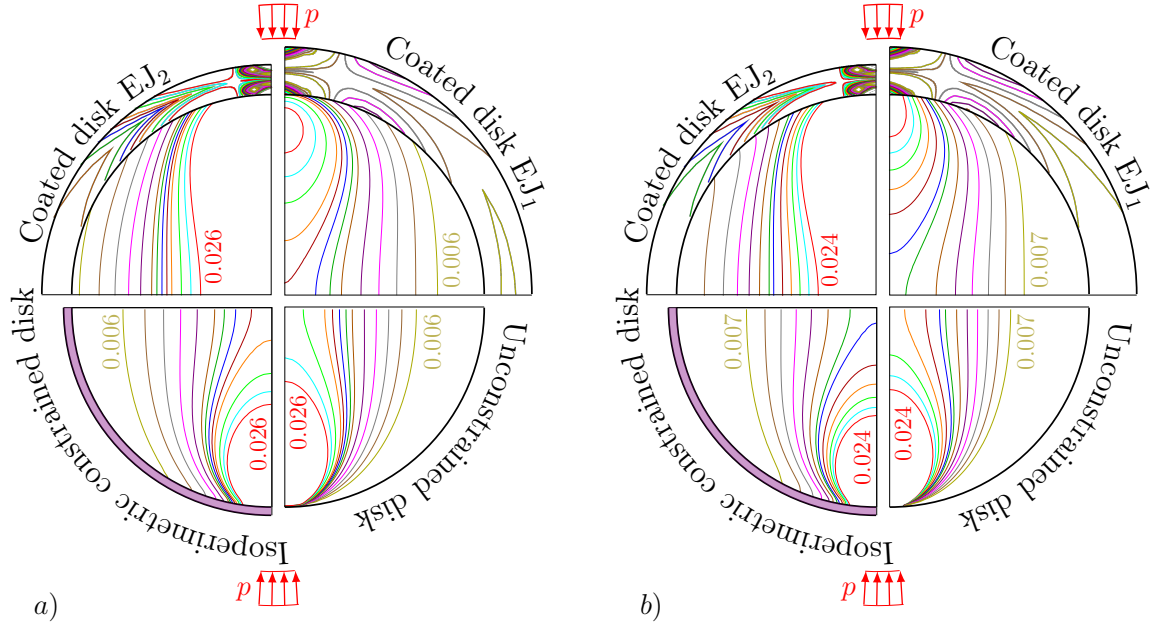 p
Coated disk EJ2
Coated disk EJ1
0.026
0.006
0.006
0.026
0.026
0.006
Isoperimetric constrained disk
Unconstrained disk
p
a)
p
Coated disk EJ2
Coated disk EJ1
0.024
0.007
0.007
0.024
0.024
0.007
Isoperimetric constrained disk
Unconstrained disk
p
b)